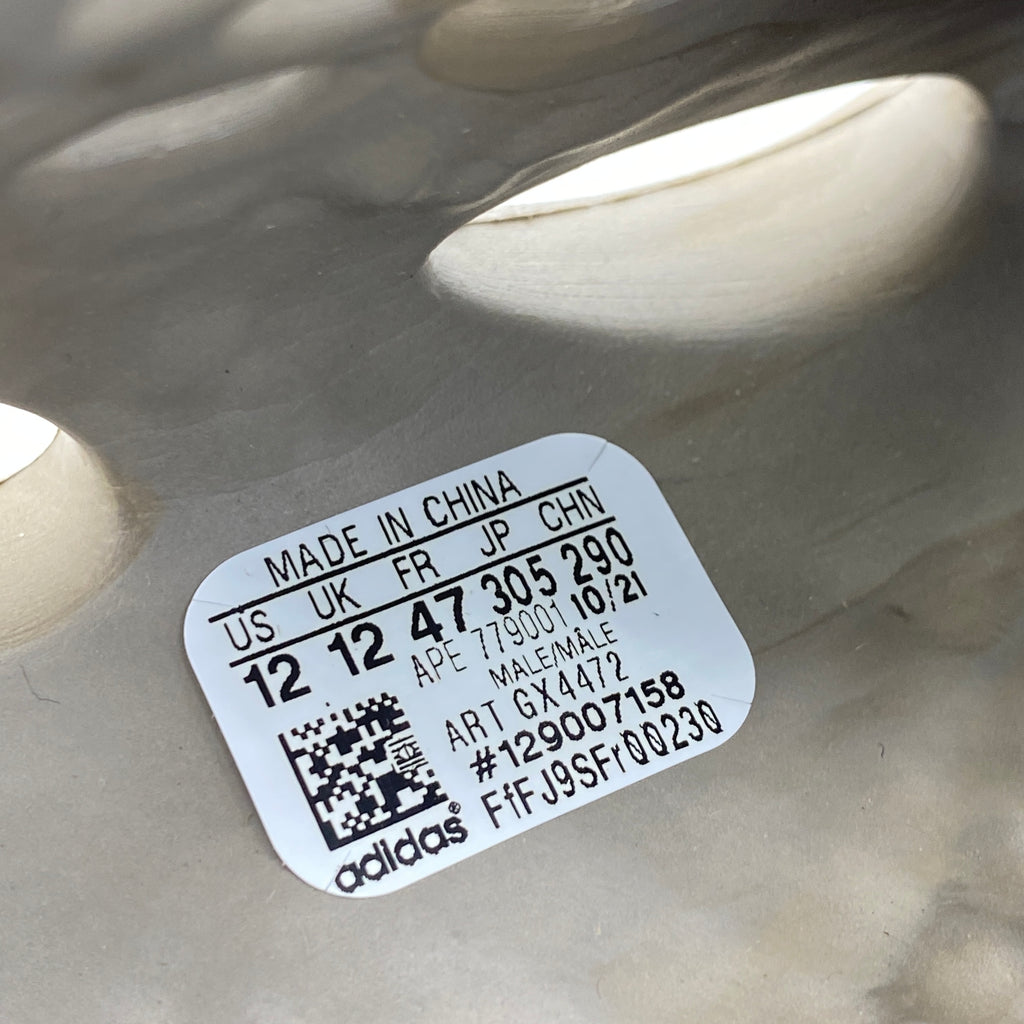 MADE IN CHINA
US UK FR JP CHN
12 12 47 305 290
APE 779001 10/21
MALE/MÂLE
ART GX4472
#129007158
FfFJ9SFr00230
adidas®